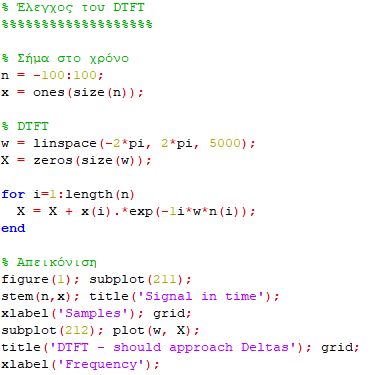 % Έλεγχος του DTFT
%%%%%%%%%%%%%%%%%%%
% Σήμα στο χρόνο
n = -100:100;
x = ones(size(n));
% DTFT
w = linspace(-2*pi, 2*pi, 5000);
X = zeros(size(w));
for i=1:length(n)
  X = X + x(i).*exp(-1i*w*n(i));
end
% Απεικόνιση
figure(1); subplot(211);
stem(n,x); title('Signal in time');
xlabel('Samples'); grid;
subplot(212); plot(w, X);
title('DTFT - should approach Deltas'); grid;
xlabel('Frequency');